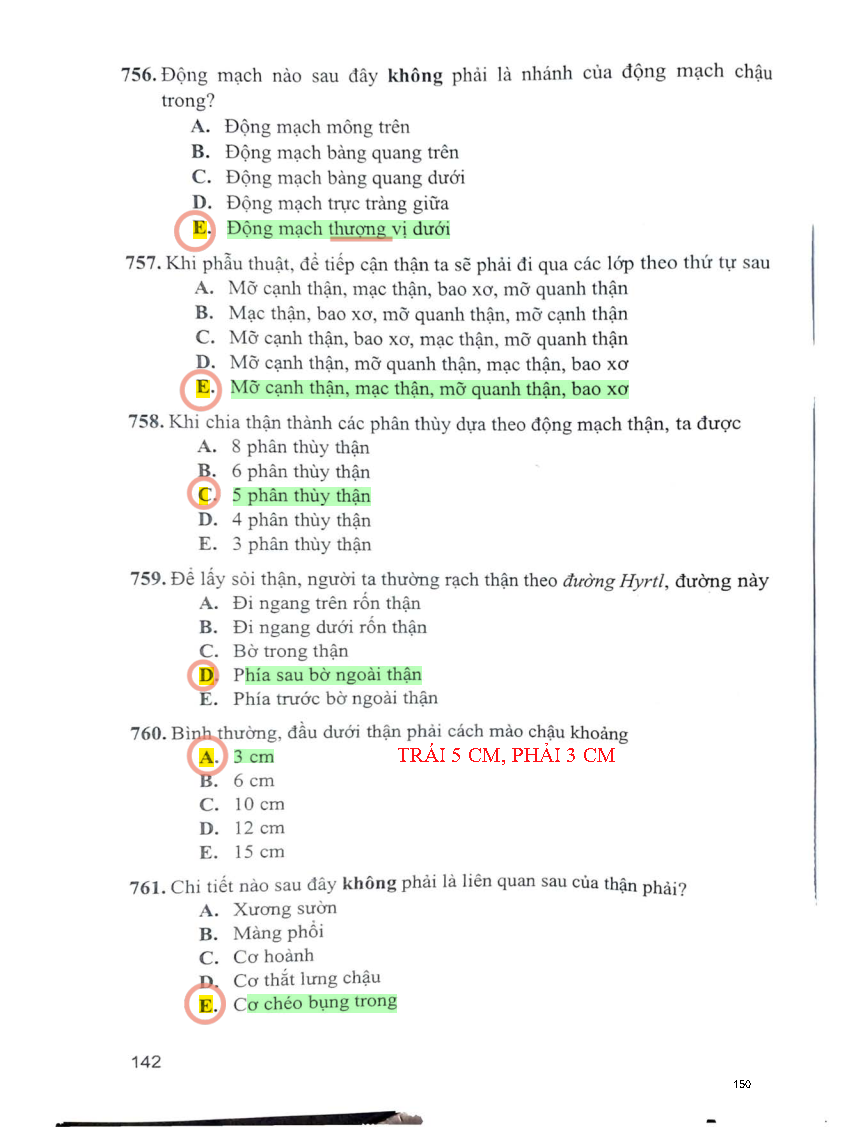 756. Động mạch nào sau đây không phải là nhánh của động mạch chậu
trong?
A. Động mạch mông trên
B. Động mạch bàng quang trên
C. Động mạch bàng quang dưới
D. Động mạch trực tràng giữa
E. Động mạch thượng vị dưới
757. Khi phẫu thuật, để tiếp cận thận ta sẽ phải đi qua các lớp theo thứ tự sau
A. Mỡ cạnh thận, mạc thận, bao xơ, mỡ quanh thận
B. Mạc thận, bao xơ, mỡ quanh thận, mỡ cạnh thận
C. Mỡ cạnh thận, bao xơ, mạc thận, mỡ quanh thận
D. Mỡ cạnh thận, mỡ quanh thận, mạc thận, bao xơ
E. Mỡ cạnh thận, mạc thận, mỡ quanh thận, bao xơ
758. Khi chia thận thành các phân thùy dựa theo động mạch thận, ta được
A. 8 phân thùy thận
B. 6 phân thùy thận
C. 5 phân thùy thận
D. 4 phân thùy thận
E. 3 phân thùy thận
759. Để lấy sỏi thận, người ta thường rạch thận theo đường Hyrtl, đường này
A. Đi ngang trên rốn thận
B. Đi ngang dưới rốn thận
C. Bờ trong thận
D. Phía sau bờ ngoài thận
E. Phía trước bờ ngoài thận
760. Bình thường, đầu dưới thận phải cách mào chậu khoảng
A. 3 cm TRÁI 5 CM, PHẢI 3 CM
B. 6 cm
C. 10 cm
D. 12 cm
E. 15 cm
761. Chi tiết nào sau đây không phải là liên quan sau của thận phải?
A. Xương sườn
B. Màng phổi
C. Cơ hoành
D. Cơ thắt lưng chậu
E. Cơ chéo bụng trong
142
150